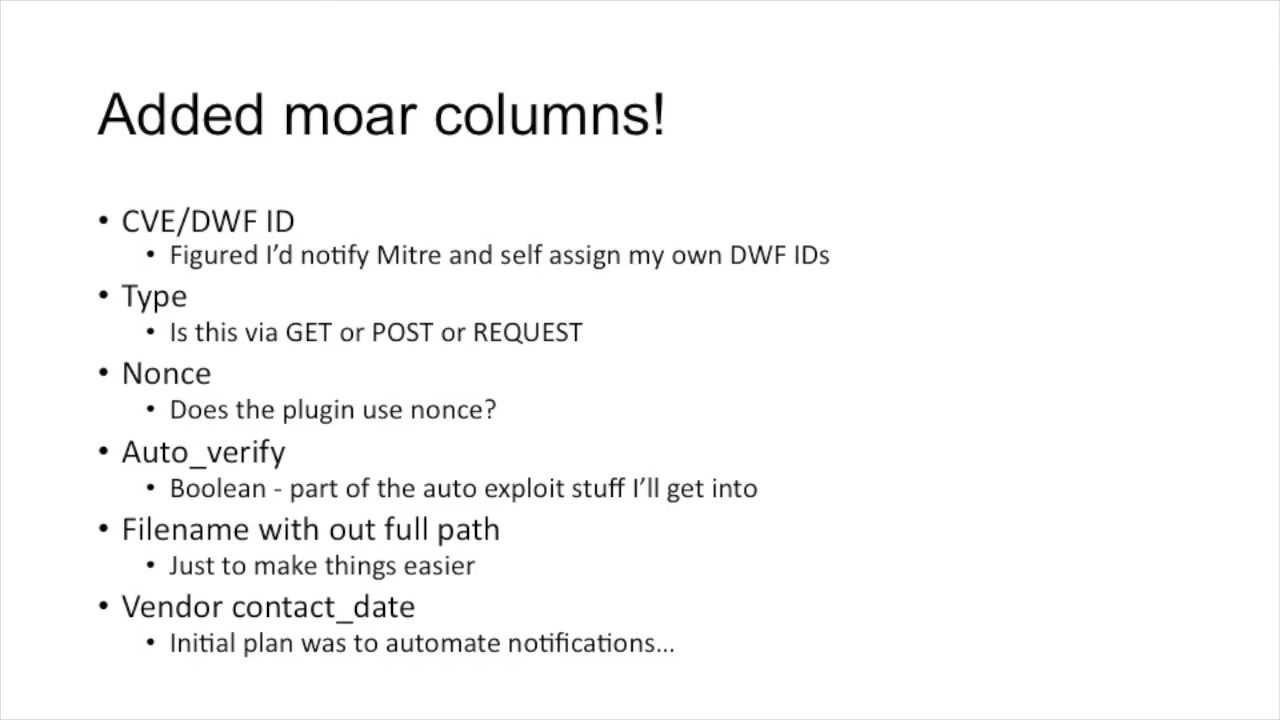 Added moar columns!
• CVE/DWF ID
• Figured I’d notify Mitre and self assign my own DWF IDs
• Type
• Is this via GET or POST or REQUEST
• Nonce
• Does the plugin use nonce?
• Auto_verify
• Boolean - part of the auto exploit stuff I’ll get into
• Filename with out full path
• Just to make things easier
• Vendor contact_date
• Initial plan was to automate notifications…